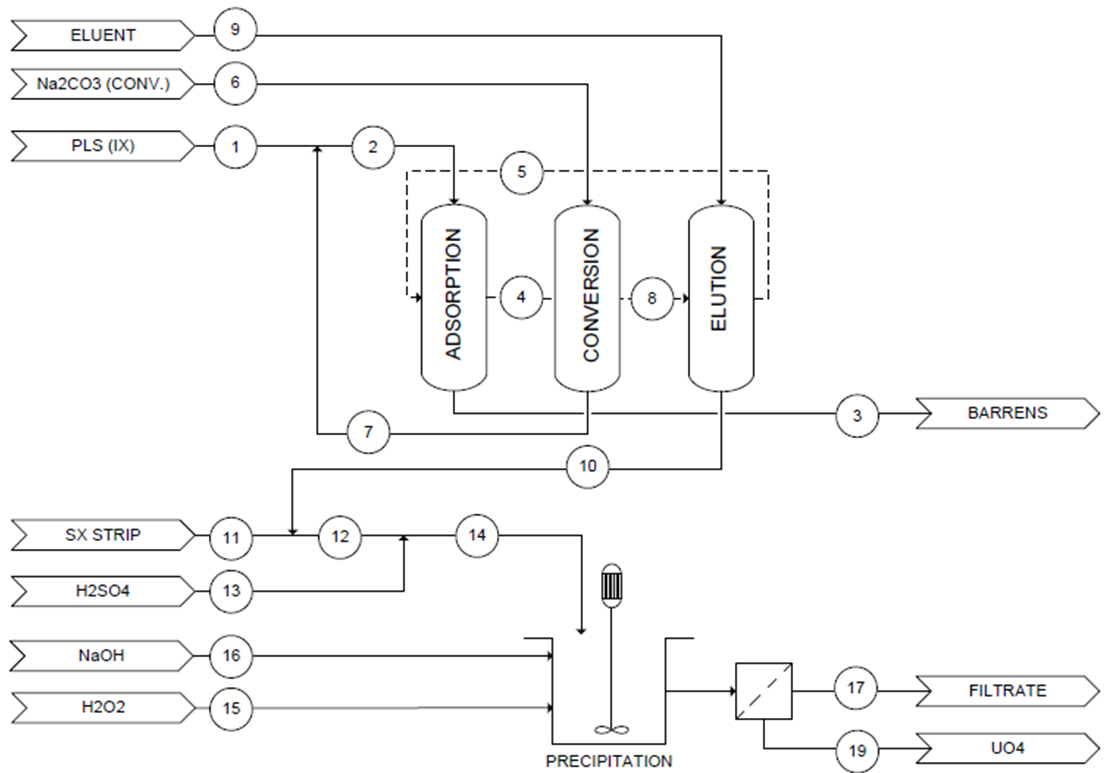 ELUENT 9
Na2CO3 (CONV.) 6
PLS (IX) 1 2
5
ADSORPTION
4
CONVERSION
8
ELUTION
3 BARRENS
7
10
SX STRIP 11 12 14
H2SO4 13
NaOH 16
H2O2 15
PRECIPITATION
17 FILTRATE
19 UO4